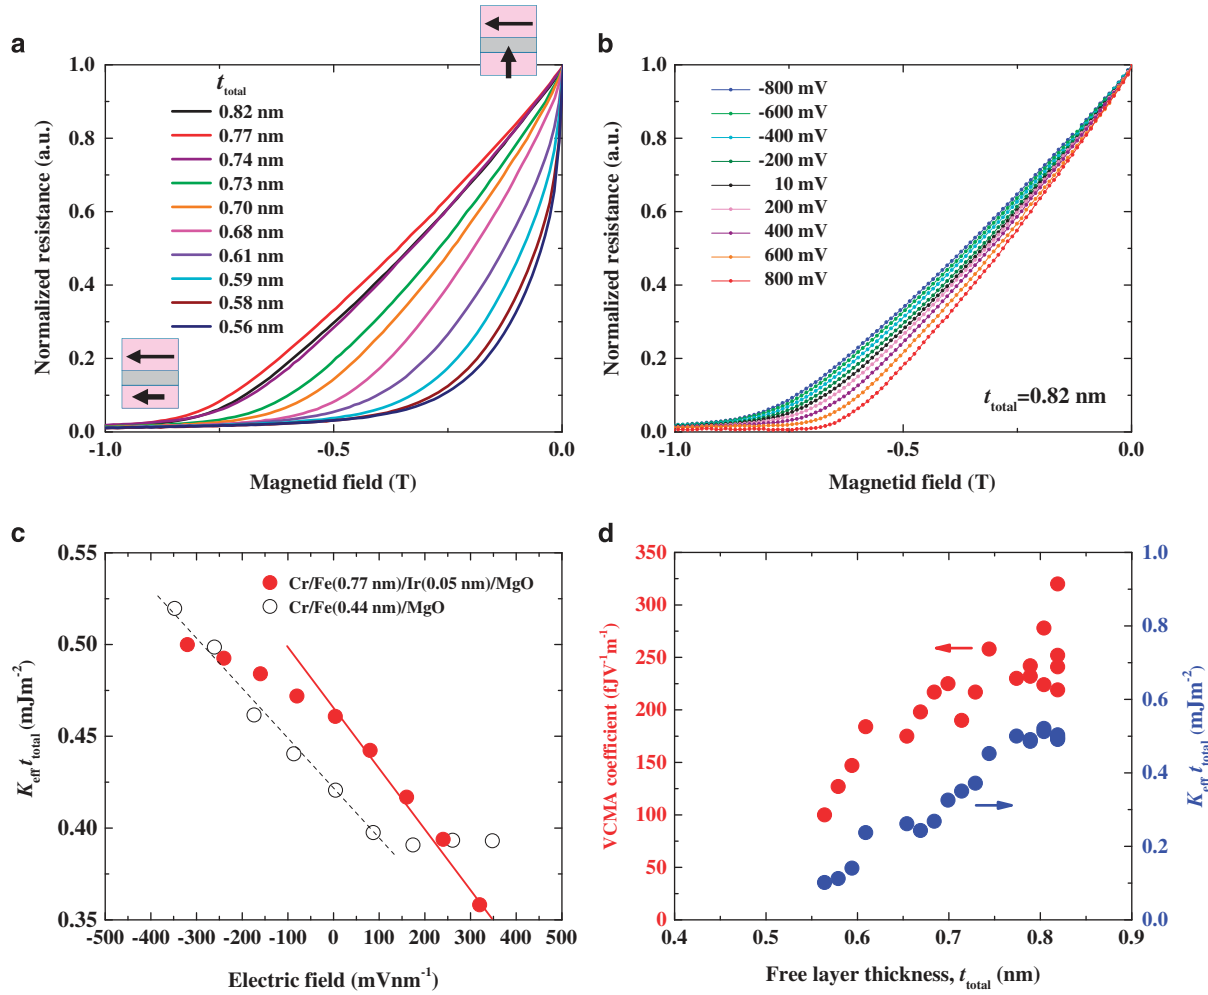 a
1.0
0.8
0.6
0.4
0.2
0.0
-1.0
-0.5
0.0
Normalized resistance (a.u.)
Magnetid field (T)
t_total
0.82 nm
0.77 nm
0.74 nm
0.73 nm
0.70 nm
0.68 nm
0.61 nm
0.59 nm
0.58 nm
0.56 nm
b
1.0
0.8
0.6
0.4
0.2
0.0
-1.0
-0.5
0.0
Normalized resistance (a.u.)
Magnetid field (T)
-800 mV
-600 mV
-400 mV
-200 mV
10 mV
200 mV
400 mV
600 mV
800 mV
t_total=0.82 nm
c
0.55
0.50
0.45
0.40
0.35
-500 -400 -300 -200 -100 0 100 200 300 400 500
K_eff t_total (mJm⁻²)
Electric field (mVnm⁻¹)
Cr/Fe(0.77 nm)/Ir(0.05 nm)/MgO
Cr/Fe(0.44 nm)/MgO
d
350
300
250
200
150
100
50
0
VCMA coefficient (fJV⁻¹m⁻¹)
1.0
0.8
0.6
0.4
0.2
0.0
K_eff t_total (mJm⁻²)
0.4 0.5 0.6 0.7 0.8 0.9
Free layer thickness, t_total (nm)